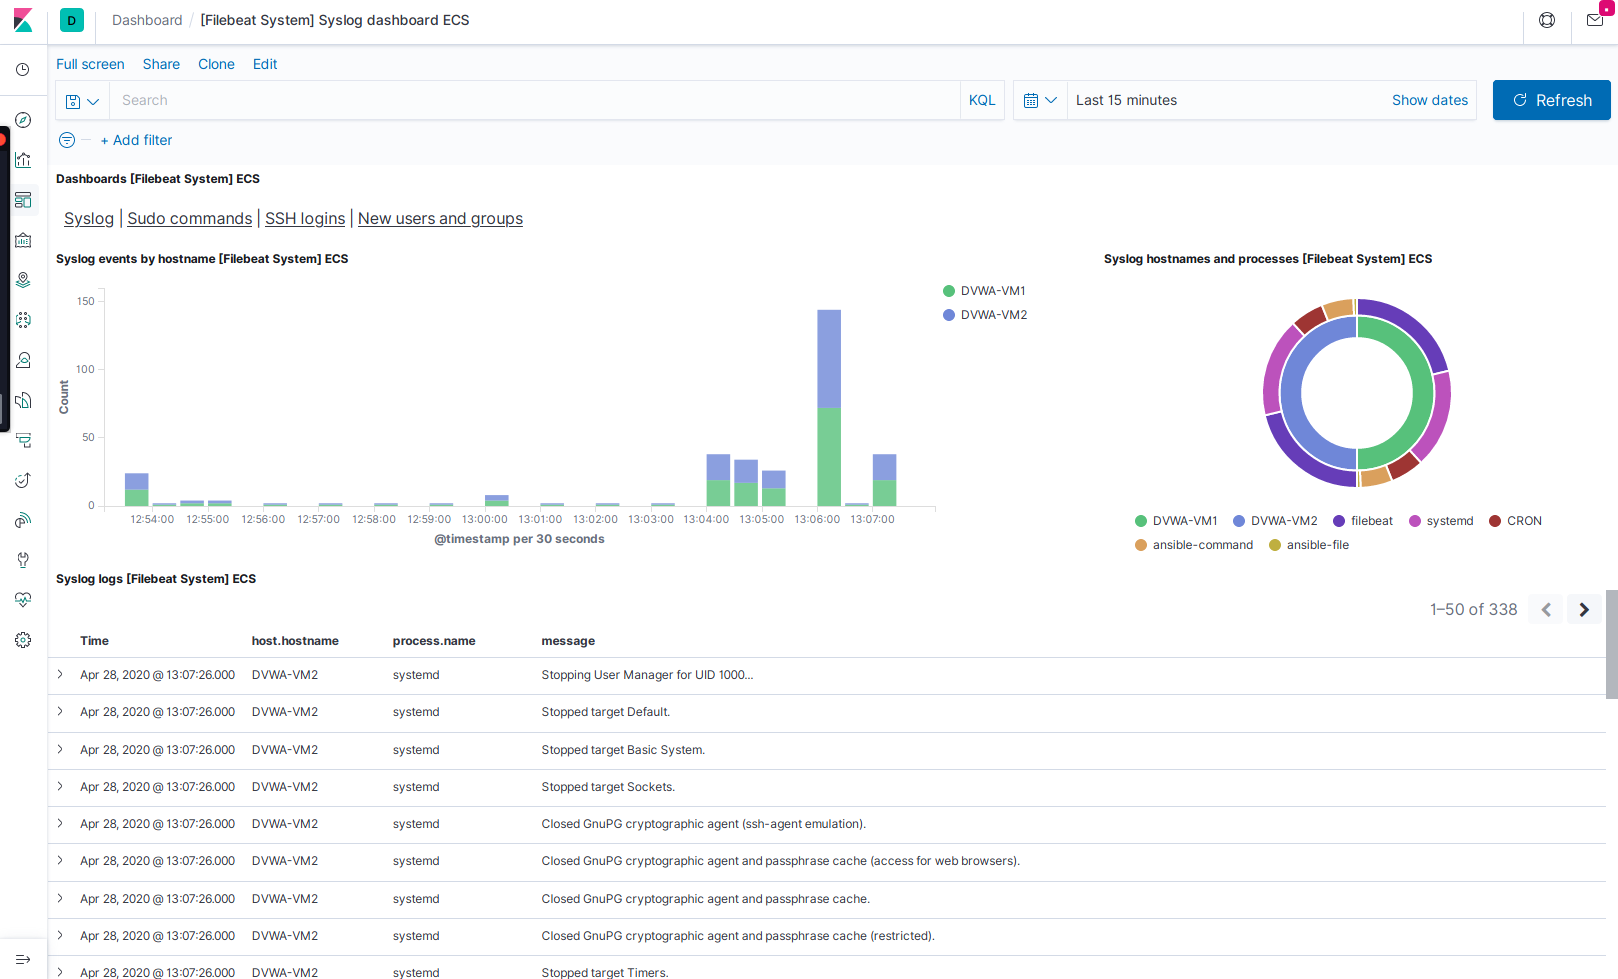 D Dashboard / [Filebeat System] Syslog dashboard ECS
Full screen Share Clone Edit
Search KQL Last 15 minutes Show dates Refresh
+ Add filter
Dashboards [Filebeat System] ECS
Syslog | Sudo commands | SSH logins | New users and groups
Syslog events by hostname [Filebeat System] ECS
150
100
50
0
Count
12:54:00 12:55:00 12:56:00 12:57:00 12:58:00 12:59:00 13:00:00 13:01:00 13:02:00 13:03:00 13:04:00 13:05:00 13:06:00 13:07:00
@timestamp per 30 seconds
DVWA-VM1
DVWA-VM2
Syslog hostnames and processes [Filebeat System] ECS
DVWA-VM1 DVWA-VM2 filebeat systemd CRON
ansible-command ansible-file
Syslog logs [Filebeat System] ECS
1–50 of 338
Time host.hostname process.name message
Apr 28, 2020 @ 13:07:26.000 DVWA-VM2 systemd Stopping User Manager for UID 1000...
Apr 28, 2020 @ 13:07:26.000 DVWA-VM2 systemd Stopped target Default.
Apr 28, 2020 @ 13:07:26.000 DVWA-VM2 systemd Stopped target Basic System.
Apr 28, 2020 @ 13:07:26.000 DVWA-VM2 systemd Stopped target Sockets.
Apr 28, 2020 @ 13:07:26.000 DVWA-VM2 systemd Closed GnuPG cryptographic agent (ssh-agent emulation).
Apr 28, 2020 @ 13:07:26.000 DVWA-VM2 systemd Closed GnuPG cryptographic agent and passphrase cache (access for web browsers).
Apr 28, 2020 @ 13:07:26.000 DVWA-VM2 systemd Closed GnuPG cryptographic agent and passphrase cache.
Apr 28, 2020 @ 13:07:26.000 DVWA-VM2 systemd Closed GnuPG cryptographic agent and passphrase cache (restricted).
Apr 28, 2020 @ 13:07:26.000 DVWA-VM2 systemd Stopped target Timers.